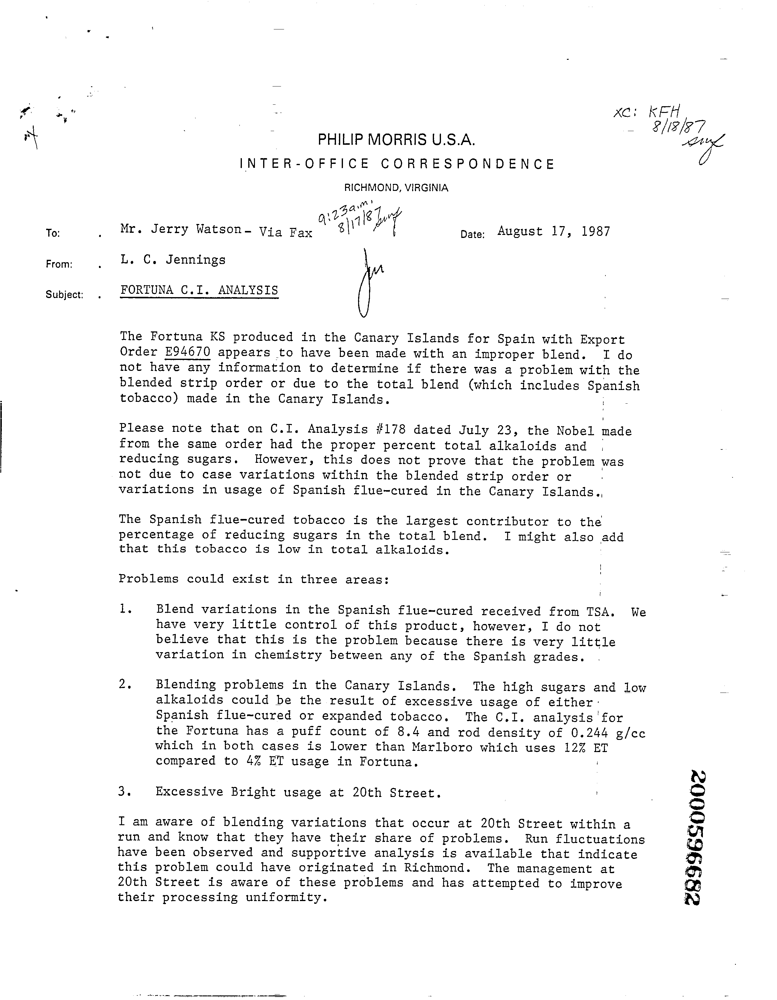 xc: KFH
8/18/87
PHILIP MORRIS U.S.A.
INTER-OFFICE CORRESPONDENCE
RICHMOND, VIRGINIA
9:23 a.m.
8/17/87
To: . Mr. Jerry Watson- Via Fax Date: August 17, 1987
From: . L. C. Jennings
Subject: . FORTUNA C.I. ANALYSIS
The Fortuna KS produced in the Canary Islands for Spain with Export
Order E94670 appears to have been made with an improper blend. I do
not have any information to determine if there was a problem with the
blended strip order or due to the total blend (which includes Spanish
tobacco) made in the Canary Islands.
Please note that on C.I. Analysis #178 dated July 23, the Nobel made
from the same order had the proper percent total alkaloids and
reducing sugars. However, this does not prove that the problem was
not due to case variations within the blended strip order or
variations in usage of Spanish flue-cured in the Canary Islands.
The Spanish flue-cured tobacco is the largest contributor to the
percentage of reducing sugars in the total blend. I might also add
that this tobacco is low in total alkaloids.
Problems could exist in three areas:
1. Blend variations in the Spanish flue-cured received from TSA. We
have very little control of this product, however, I do not
believe that this is the problem because there is very little
variation in chemistry between any of the Spanish grades.
2. Blending problems in the Canary Islands. The high sugars and low
alkaloids could be the result of excessive usage of either
Spanish flue-cured or expanded tobacco. The C.I. analysis for
the Fortuna has a puff count of 8.4 and rod density of 0.244 g/cc
which in both cases is lower than Marlboro which uses 12% ET
compared to 4% ET usage in Fortuna.
3. Excessive Bright usage at 20th Street.
I am aware of blending variations that occur at 20th Street within a
run and know that they have their share of problems. Run fluctuations
have been observed and supportive analysis is available that indicate
this problem could have originated in Richmond. The management at
20th Street is aware of these problems and has attempted to improve
their processing uniformity.
2000596682